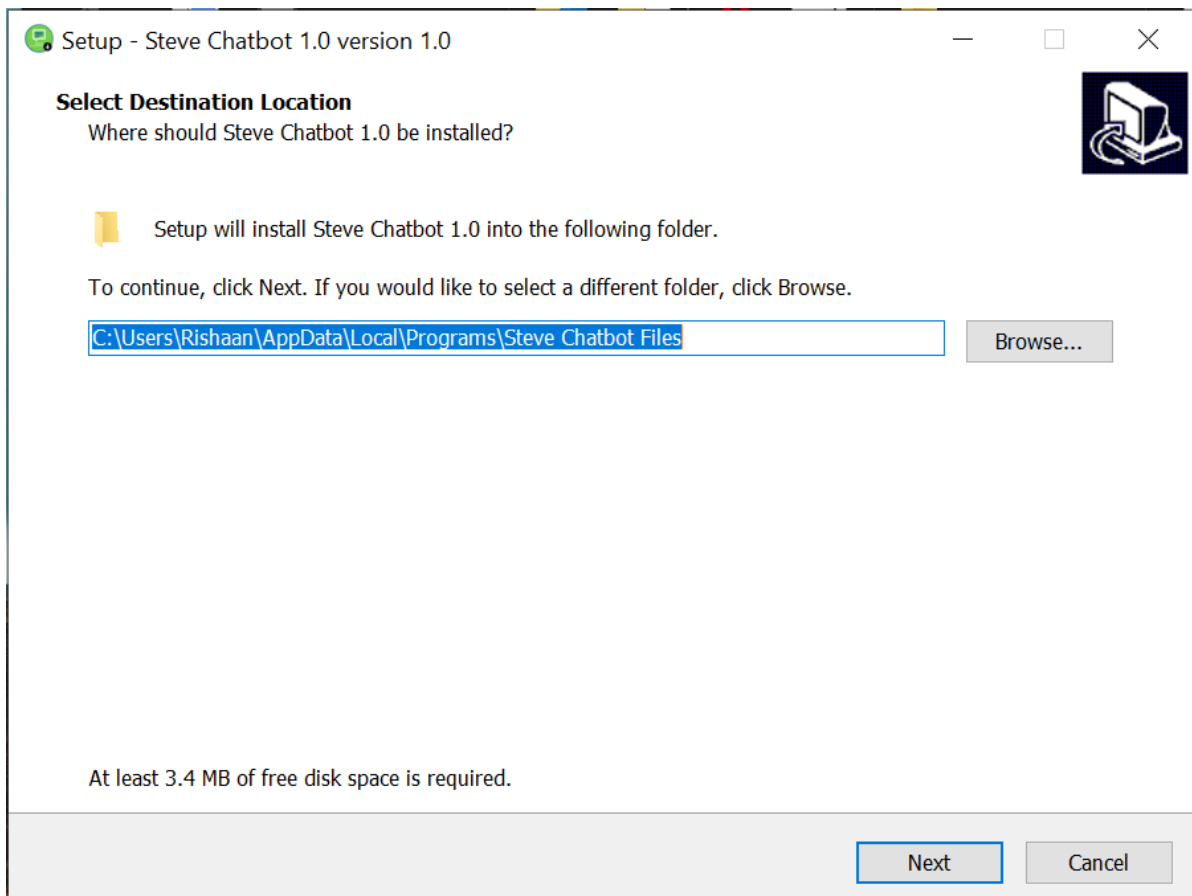 Setup - Steve Chatbot 1.0 version 1.0
Select Destination Location
Where should Steve Chatbot 1.0 be installed?
Setup will install Steve Chatbot 1.0 into the following folder.
To continue, click Next. If you would like to select a different folder, click Browse.
C:\Users\Rishaan\AppData\Local\Programs\Steve Chatbot Files
Browse...
At least 3.4 MB of free disk space is required.
Next
Cancel